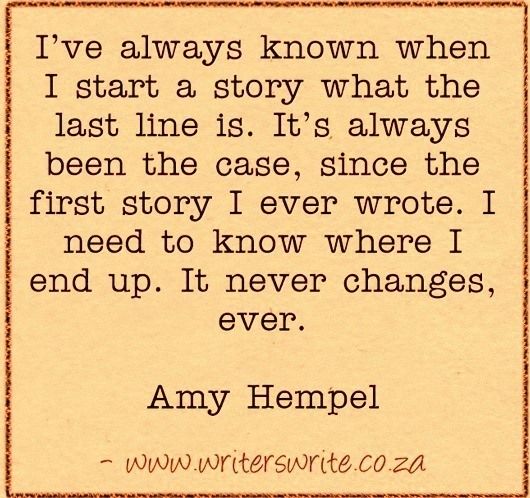 I’ve always known when
I start a story what the
last line is. It’s always
been the case, since the
first story I ever wrote. I
need to know where I
end up. It never changes,
ever.
Amy Hempel
- www.writerswrite.co.za